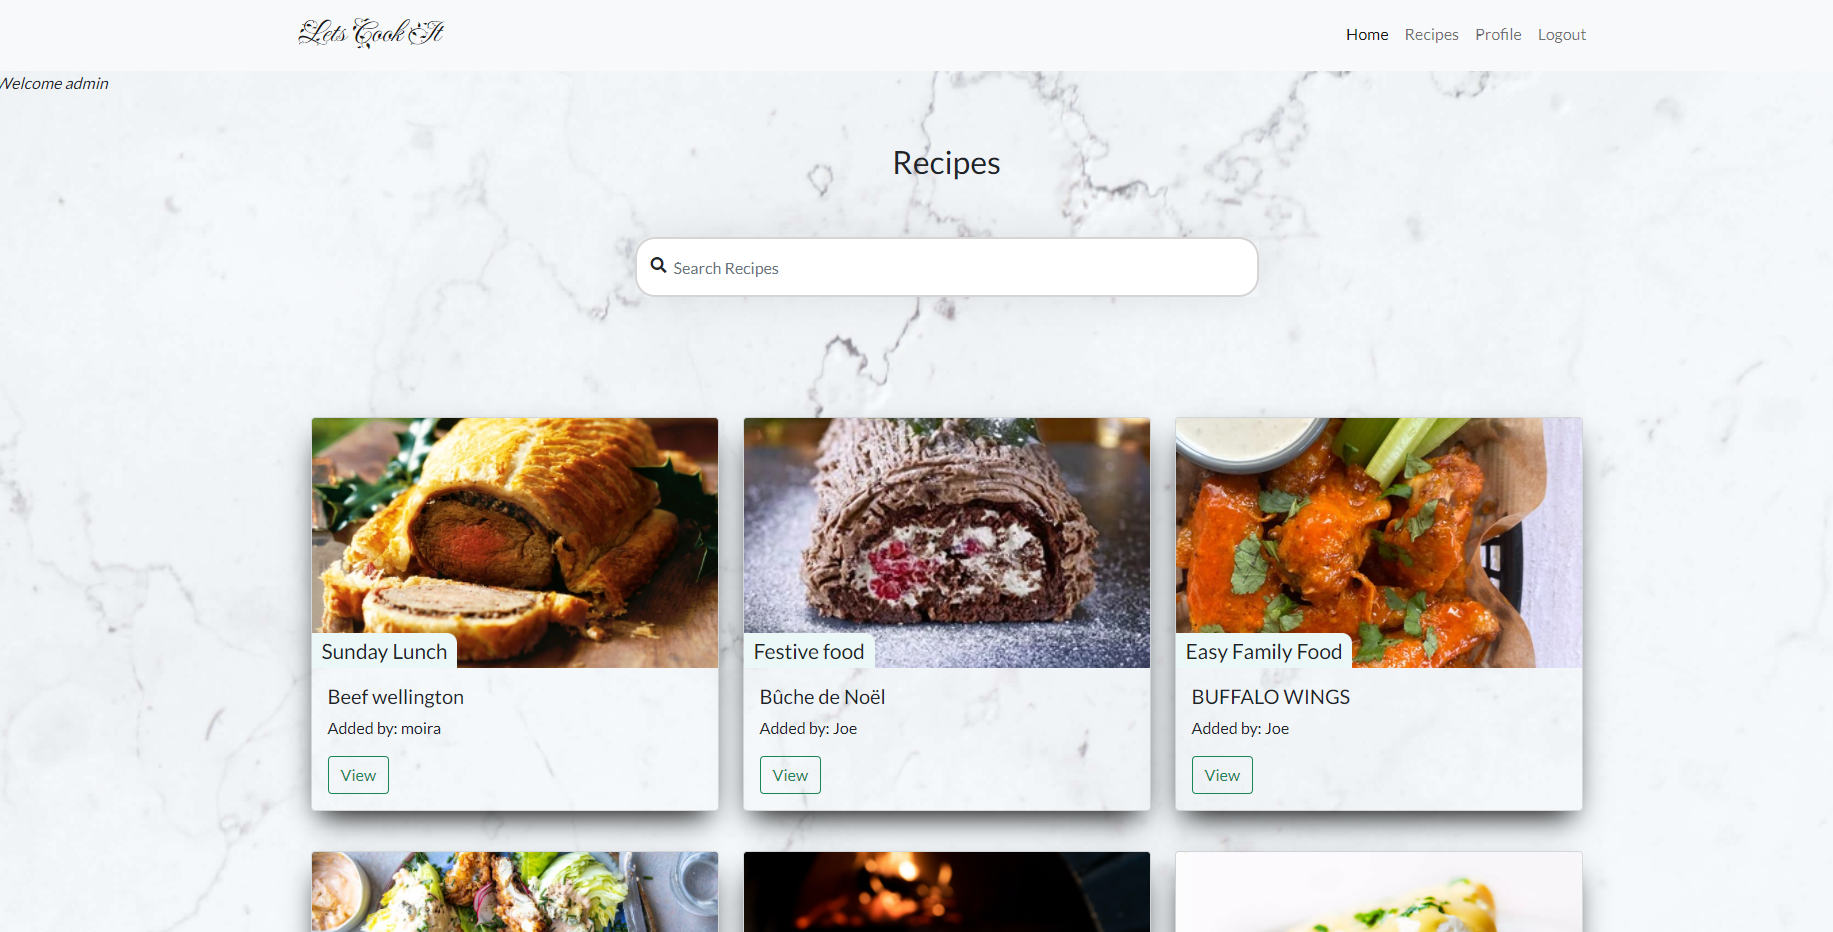 Lets Cook It
Home Recipes Profile Logout
Welcome admin
Recipes
Search Recipes
Sunday Lunch
Beef wellington
Added by: moira
View
Festive food
Bûche de Noël
Added by: Joe
View
Easy Family Food
BUFFALO WINGS
Added by: Joe
View